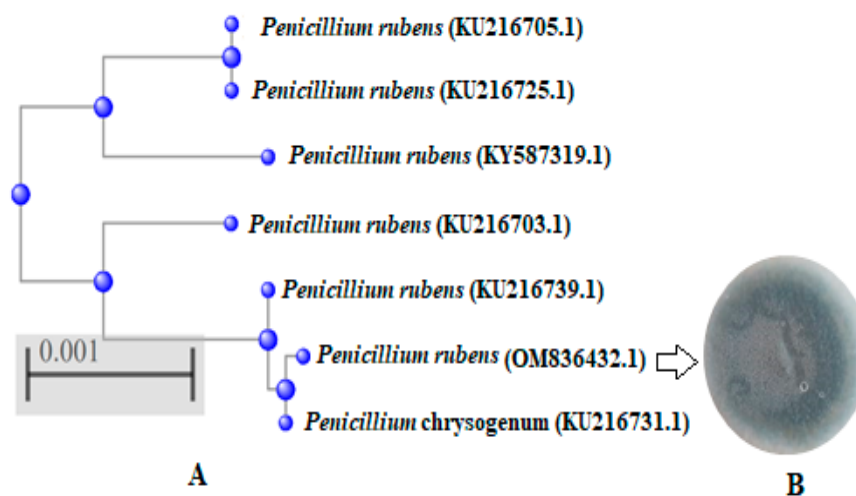 Penicillium rubens (KU216705.1)
Penicillium rubens (KU216725.1)
Penicillium rubens (KY587319.1)
Penicillium rubens (KU216703.1)
Penicillium rubens (KU216739.1)
0.001
Penicillium rubens (OM836432.1)
Penicillium chrysogenum (KU216731.1)
A
B